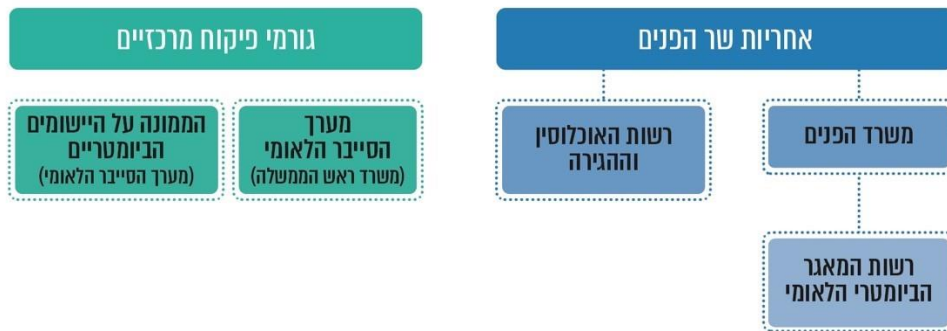 אחריות שר הפנים
משרד הפנים
רשות האוכלוסין
וההגירה
רשות המאגר
הביומטרי הלאומי
גורמי פיקוח מרכזיים
מערך
הסייבר הלאומי
(משרד ראש הממשלה)
הממונה על היישומים
הביומטריים
(מערך הסייבר הלאומי)